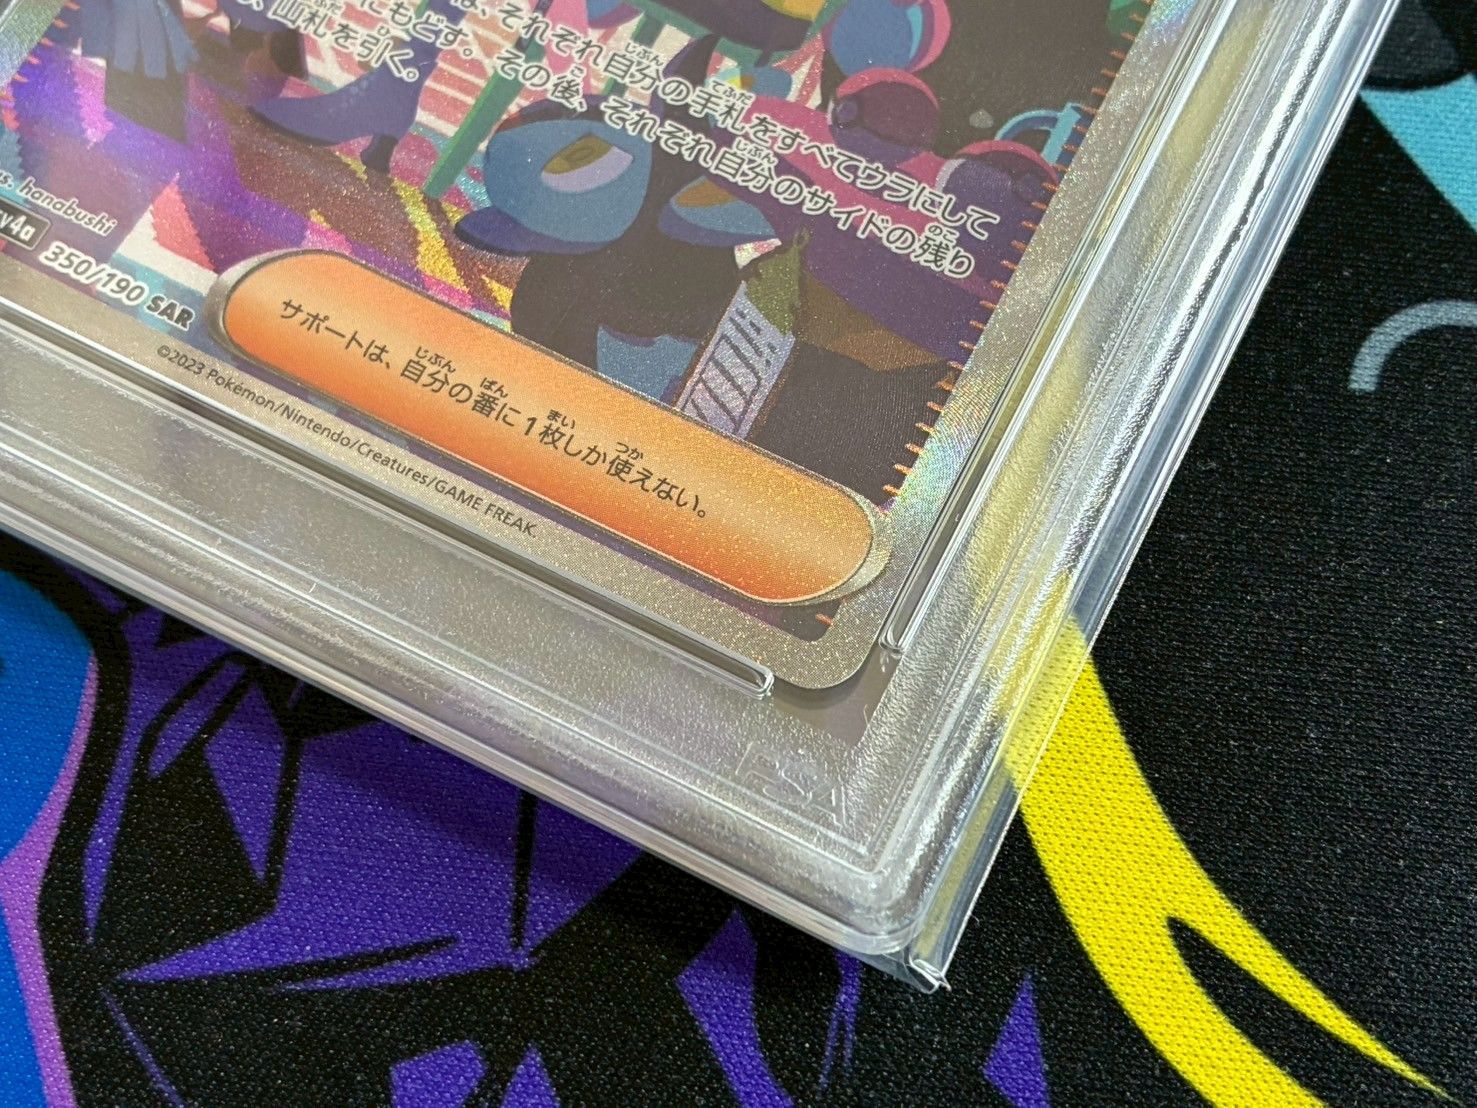 は、それぞれ自分の手札をすべてウラにして
にもどす。その後、それぞれ自分のサイドの残り
山札を引く。
hanabushi
350/190 SAR
サポートは、自分の番に1枚しか使えない。
©2023 Pokémon/Nintendo/Creatures/GAME FREAK.
PSA